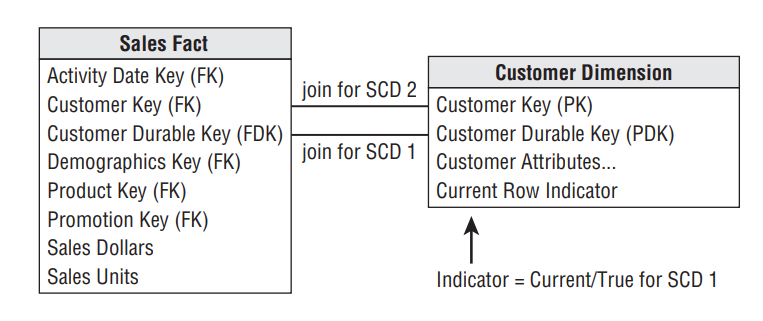 Sales Fact
Activity Date Key (FK)
Customer Key (FK)
Customer Durable Key (FDK)
Demographics Key (FK)
Product Key (FK)
Promotion Key (FK)
Sales Dollars
Sales Units
join for SCD 2
join for SCD 1
Customer Dimension
Customer Key (PK)
Customer Durable Key (PDK)
Customer Attributes...
Current Row Indicator
Indicator = Current/True for SCD 1